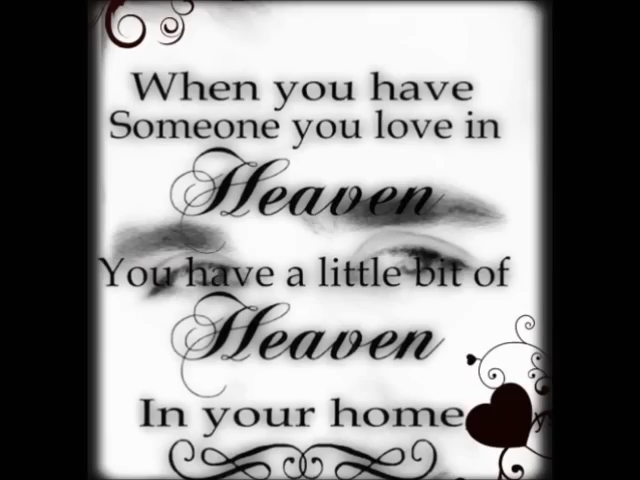 When you have
Someone you love in
Heaven
You have a little bit of
Heaven
In your home